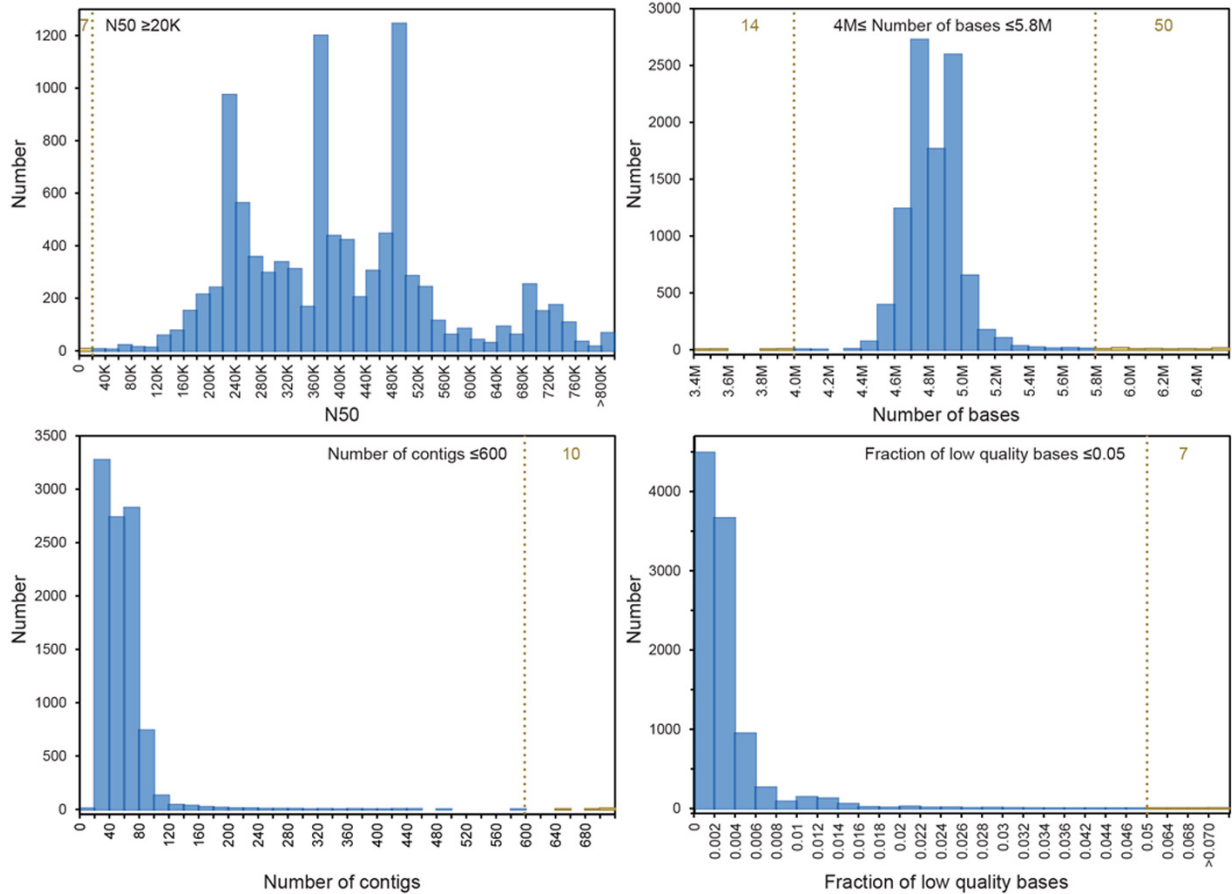 7 N50 ≥20K
1200
1000
800
600
400
200
0
Number
0 40K 80K 120K 160K 200K 240K 280K 320K 360K 400K 440K 480K 520K 560K 600K 640K 680K 720K 760K >800K
N50
14 4M≤ Number of bases ≤5.8M 50
3000
2500
2000
1500
1000
500
0
Number
3.4M 3.6M 3.8M 4.0M 4.2M 4.4M 4.6M 4.8M 5.0M 5.2M 5.4M 5.6M 5.8M 6.0M 6.2M 6.4M
Number of bases
Number of contigs ≤600 10
3500
3000
2500
2000
1500
1000
500
0
Number
0 40 80 120 160 200 240 280 320 360 400 440 480 520 560 600 640 680
Number of contigs
Fraction of low quality bases ≤0.05 7
4000
3000
2000
1000
0
Number
0 0.002 0.004 0.006 0.008 0.01 0.012 0.014 0.016 0.018 0.02 0.022 0.024 0.026 0.028 0.03 0.032 0.034 0.04 0.044 0.046 0.05 0.064 0.068 >0.070
Fraction of low quality bases